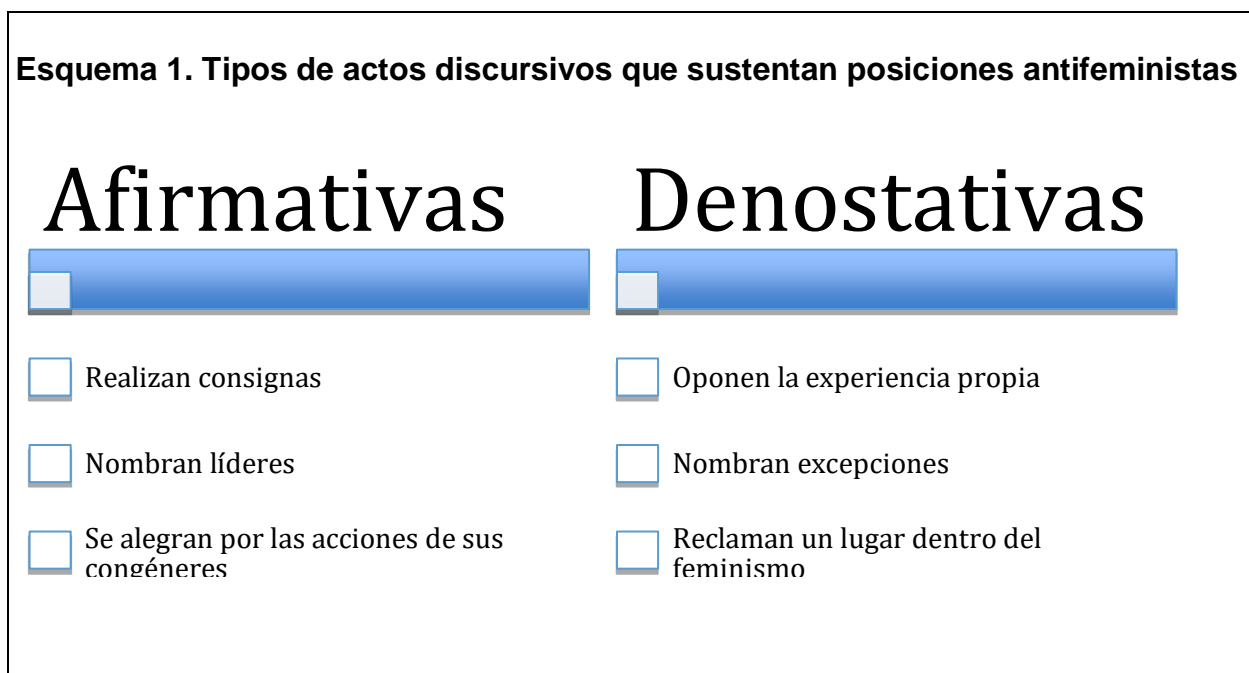 Esquema 1. Tipos de actos discursivos que sustentan posiciones antifeministas
Afirmativas
Realizan consignas
Nombran líderes
Se alegran por las acciones de sus
congéneres
Denostativas
Oponen la experiencia propia
Nombran excepciones
Reclaman un lugar dentro del
feminismo